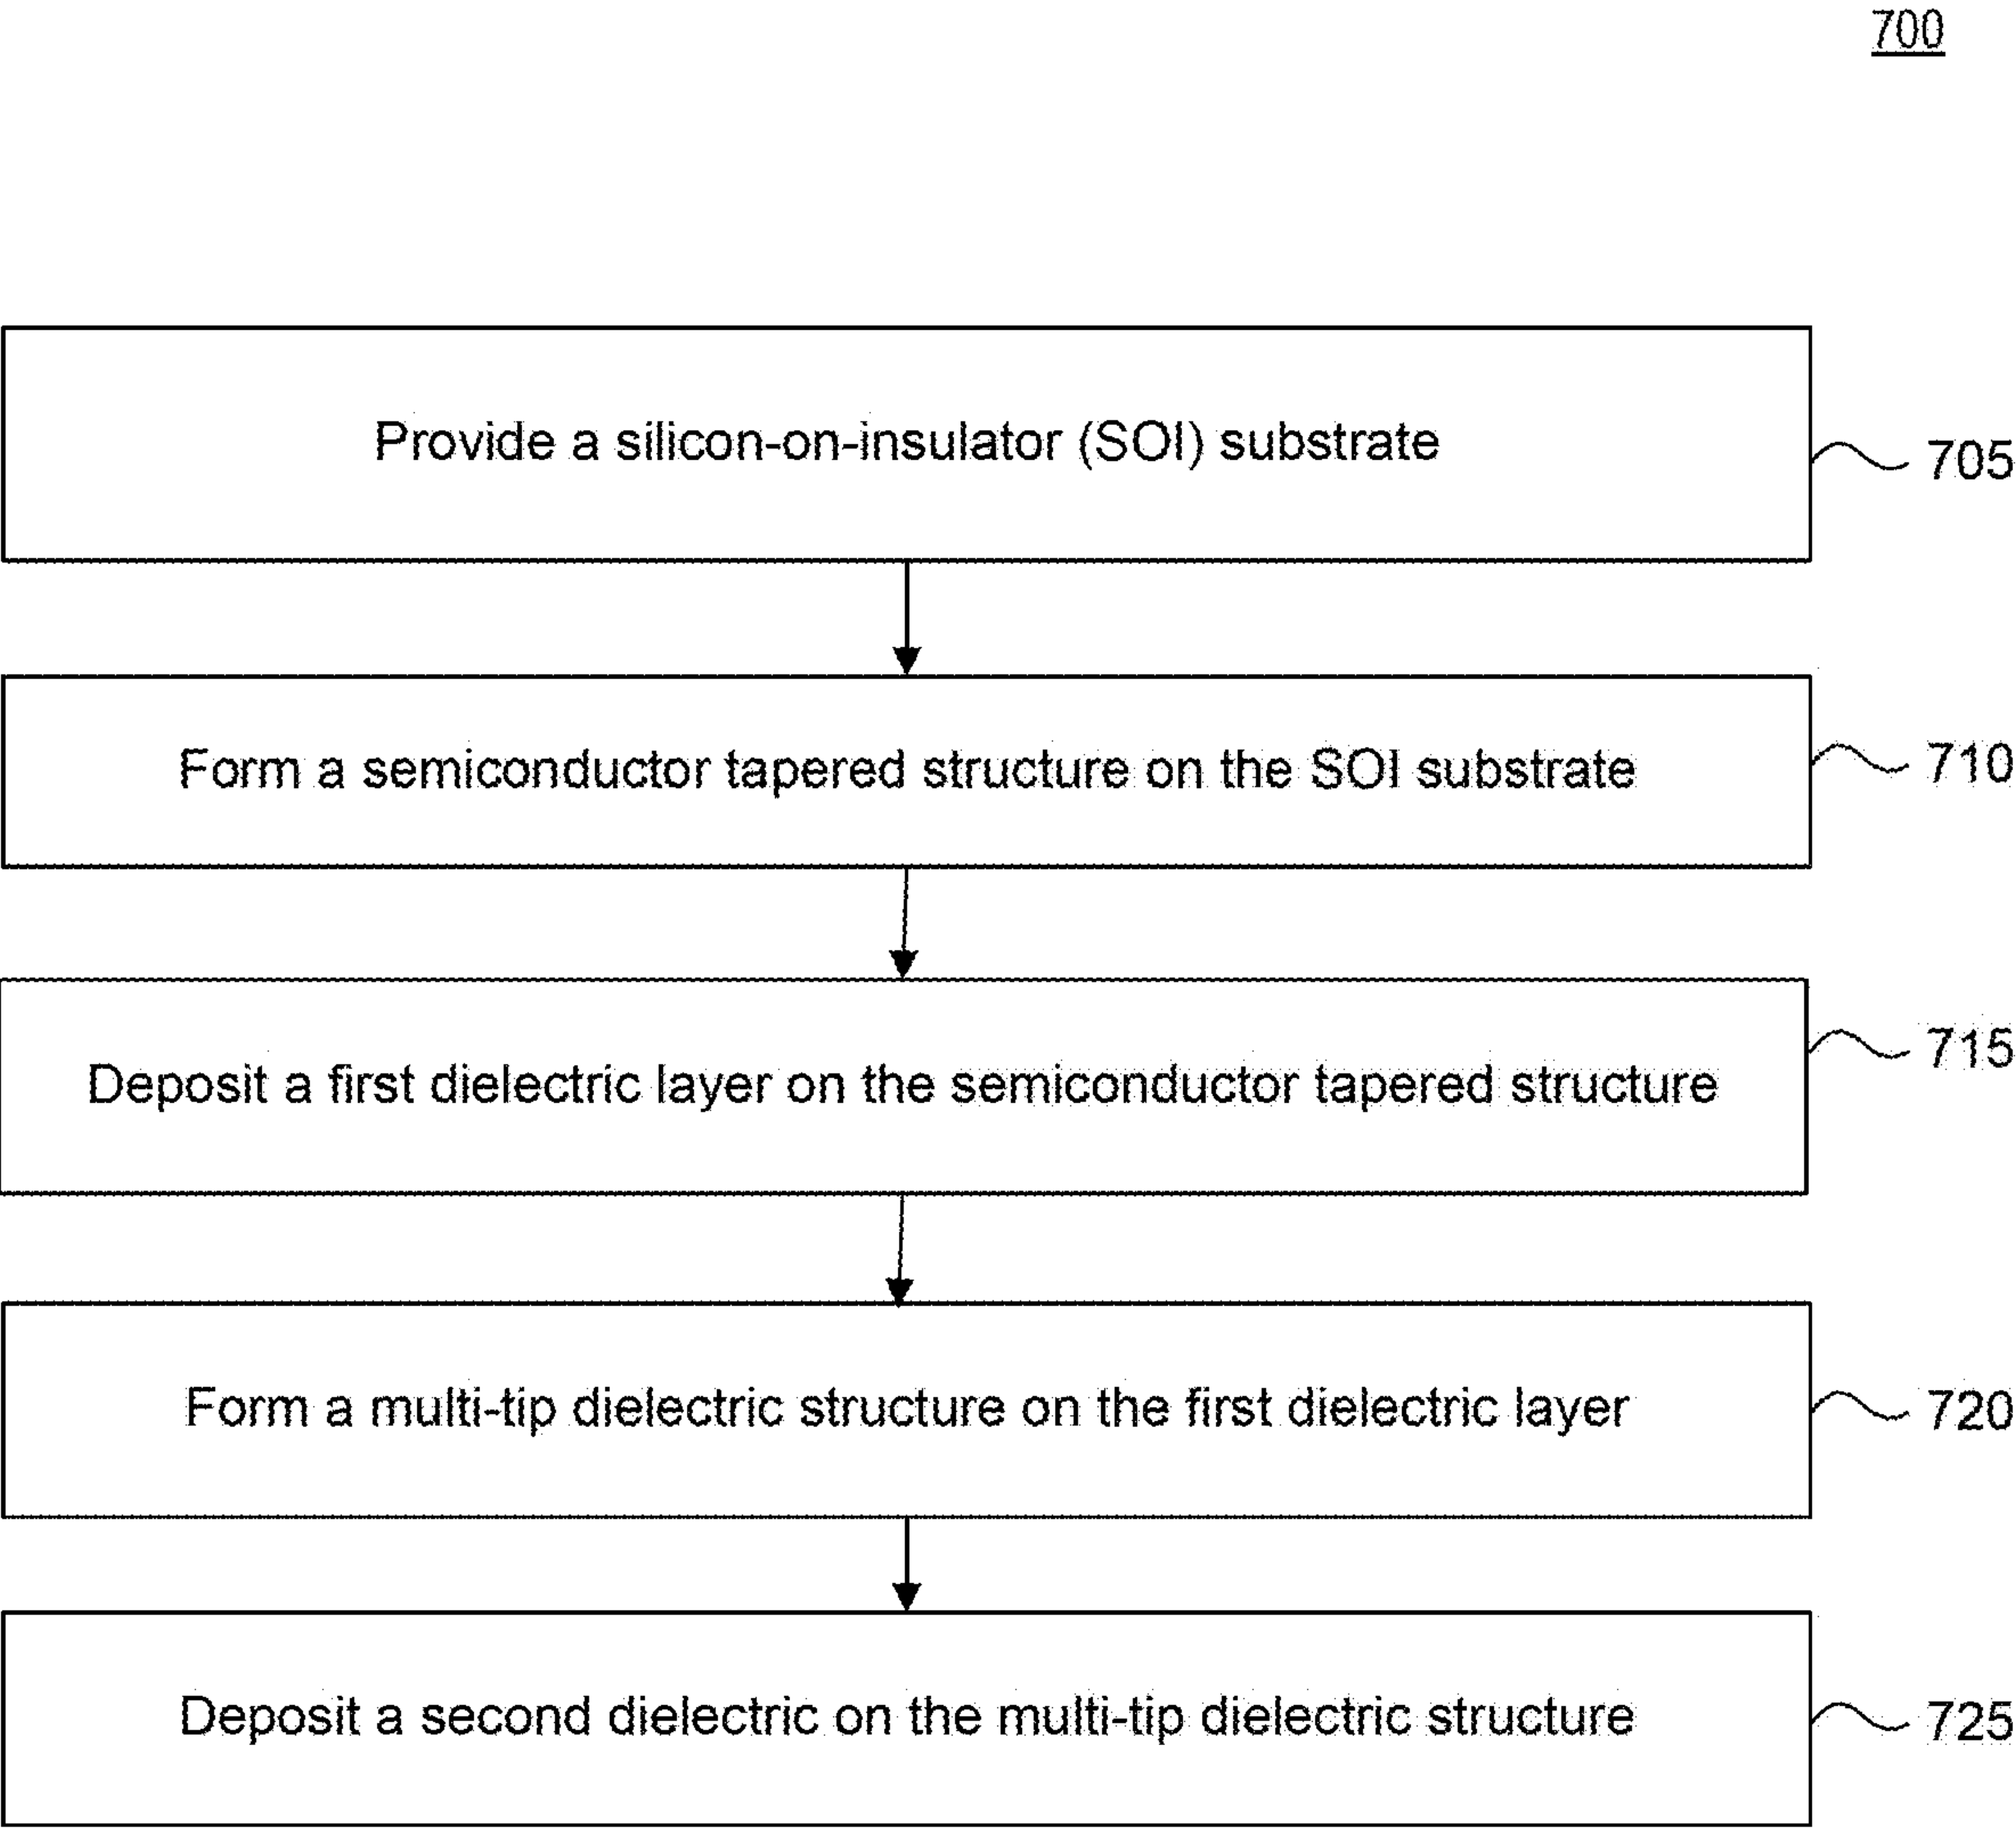 700
Provide a silicon-on-insulator (SOI) substrate
705
Form a semiconductor tapered structure on the SOI substrate
710
Deposit a first dielectric layer on the semiconductor tapered structure
715
Form a multi-tip dielectric structure on the first dielectric layer
720
Deposit a second dielectric on the multi-tip dielectric structure
725